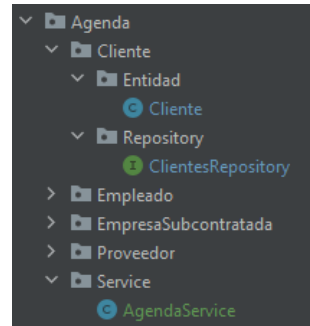 Agenda
Cliente
Entidad
C Cliente
Repository
I ClientesRepository
Empleado
EmpresaSubcontratada
Proveedor
Service
C AgendaService